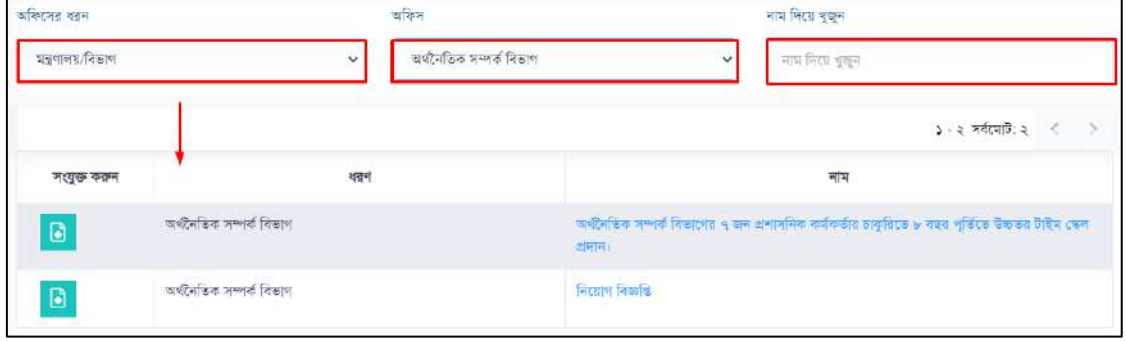 অফিসের ধরন অফিস নাম দিয়ে খুজুন
মন্ত্রণালয়/বিভাগ অর্থনৈতিক সম্পর্ক বিভাগ নাম দিয়ে খুজুন
১ - ২ সর্বমোট: ২
সংযুক্ত করুন ধরণ নাম
অর্থনৈতিক সম্পর্ক বিভাগ অর্থনৈতিক সম্পর্ক বিভাগের ৭ জন প্রশাসনিক কর্মকর্তার চাকুরিতে ৮ বছর পূর্তিতে উচ্চতর টাইম স্কেল
প্রদান।
অর্থনৈতিক সম্পর্ক বিভাগ নিয়োগ বিজ্ঞপ্তি